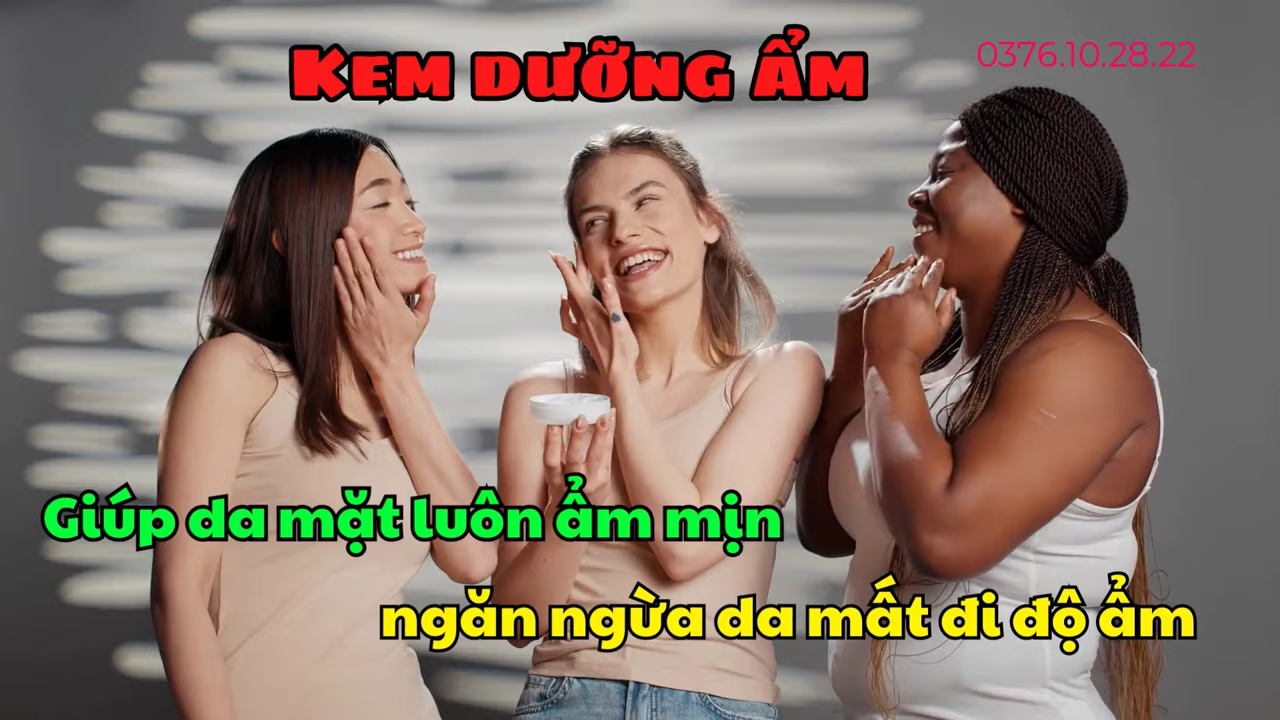 Kem dưỡng ẩm
0376.10.28.22
Giúp da mặt luôn ẩm mịn
ngăn ngừa da mất đi độ ẩm